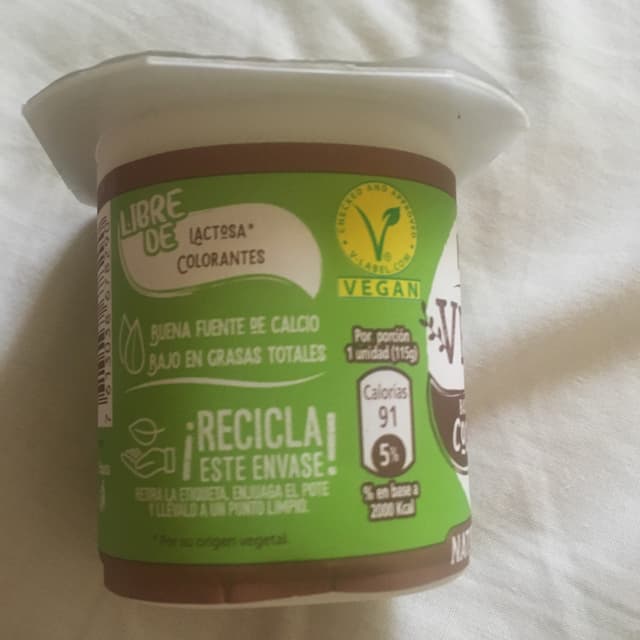 LIBRE
DE
LACTOSA*
COLORANTES
CHECKED AND APPROVED
V-LABEL.COM
VEGAN
BUENA FUENTE DE CALCIO
BAJO EN GRASAS TOTALES
Por porción
1 unidad (115g)
Calorías
91
5%
% en base a
2000 Kcal
¡RECICLA
ESTE ENVASE!
RETIRA LA ETIQUETA, ENJUAGA EL POTE
Y LLÉVALO A UN PUNTO LIMPIO.
* Por su origen vegetal.